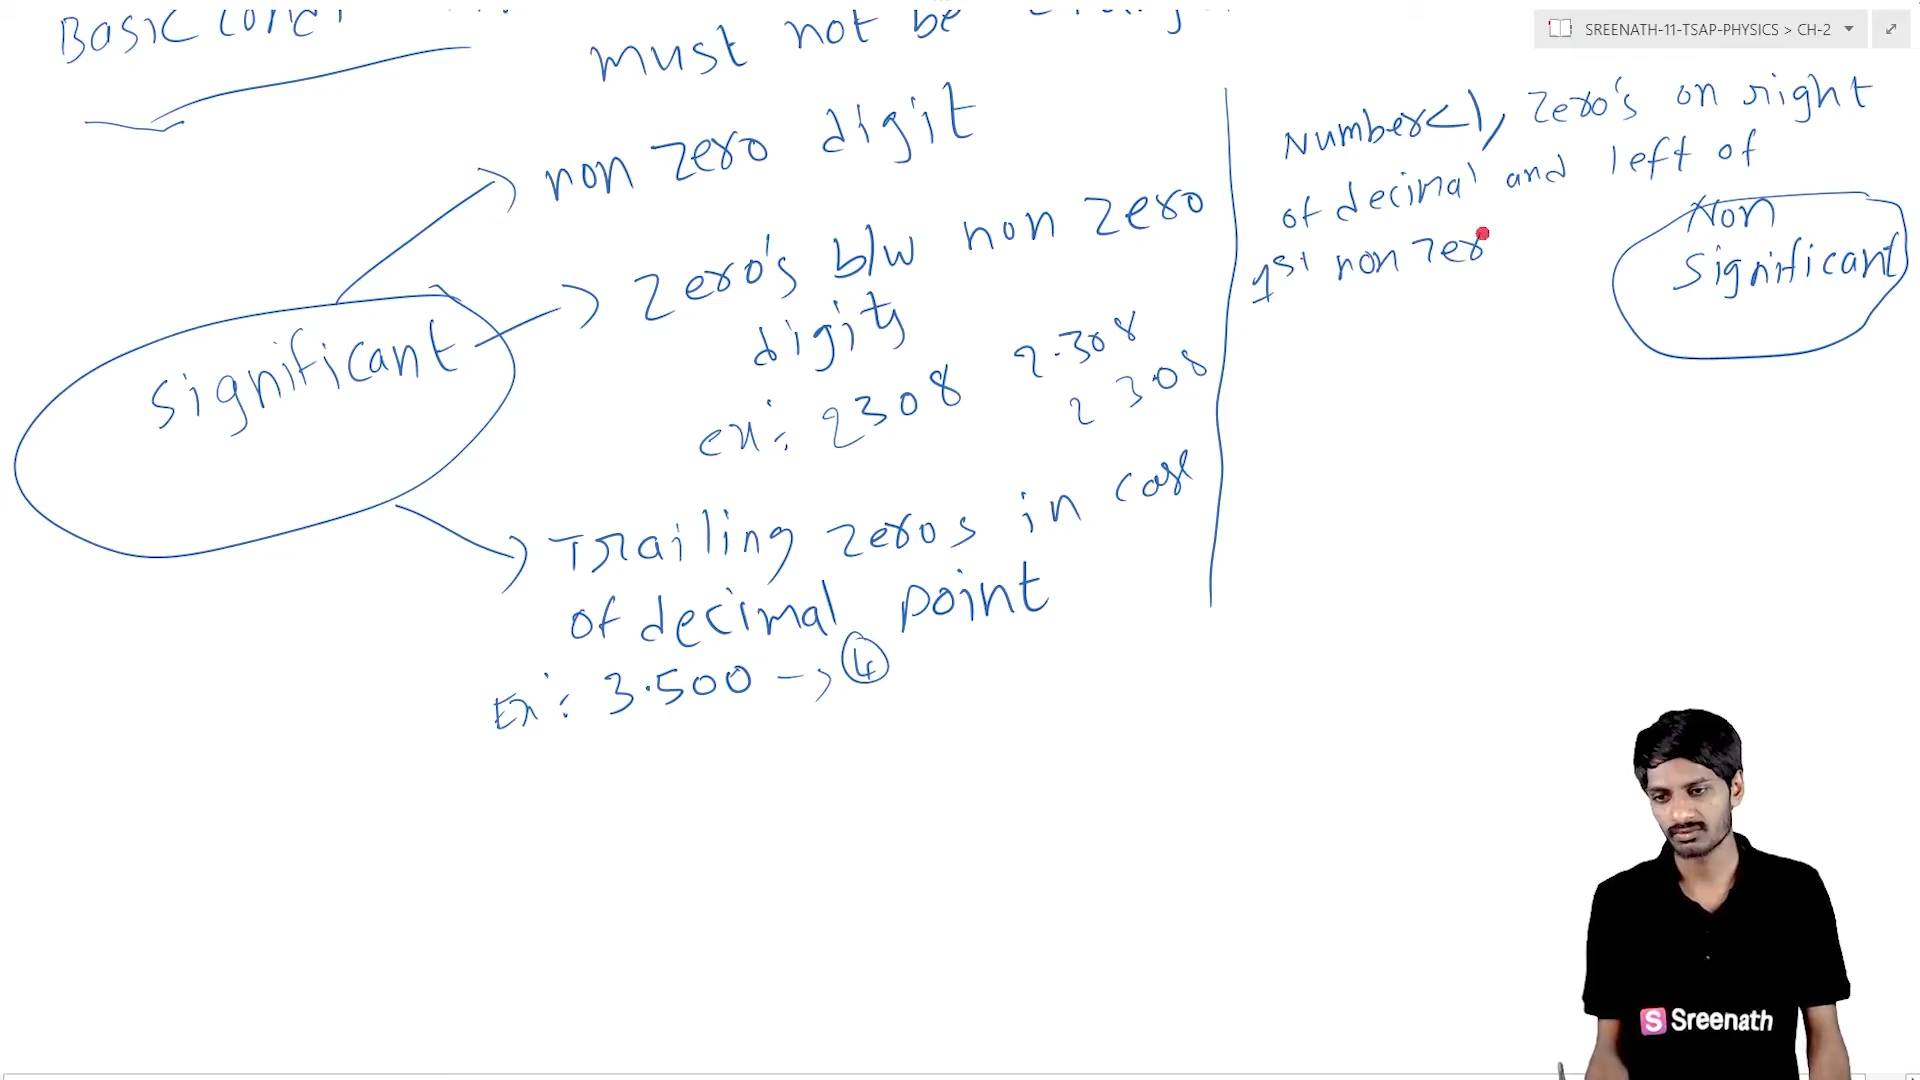 SREENATH-11-TSAP-PHYSICS > CH-2
Basic
must not be
non zero digit
zero's b/w non zero
digits
ex: 2308 2.308
2 3.08
Trailing zeros in case
of decimal point
Ex: 3.500 → 4
significant
Number<1, zero's on right
of decimal and left of
1st non zer
Non
significant
S Sreenath